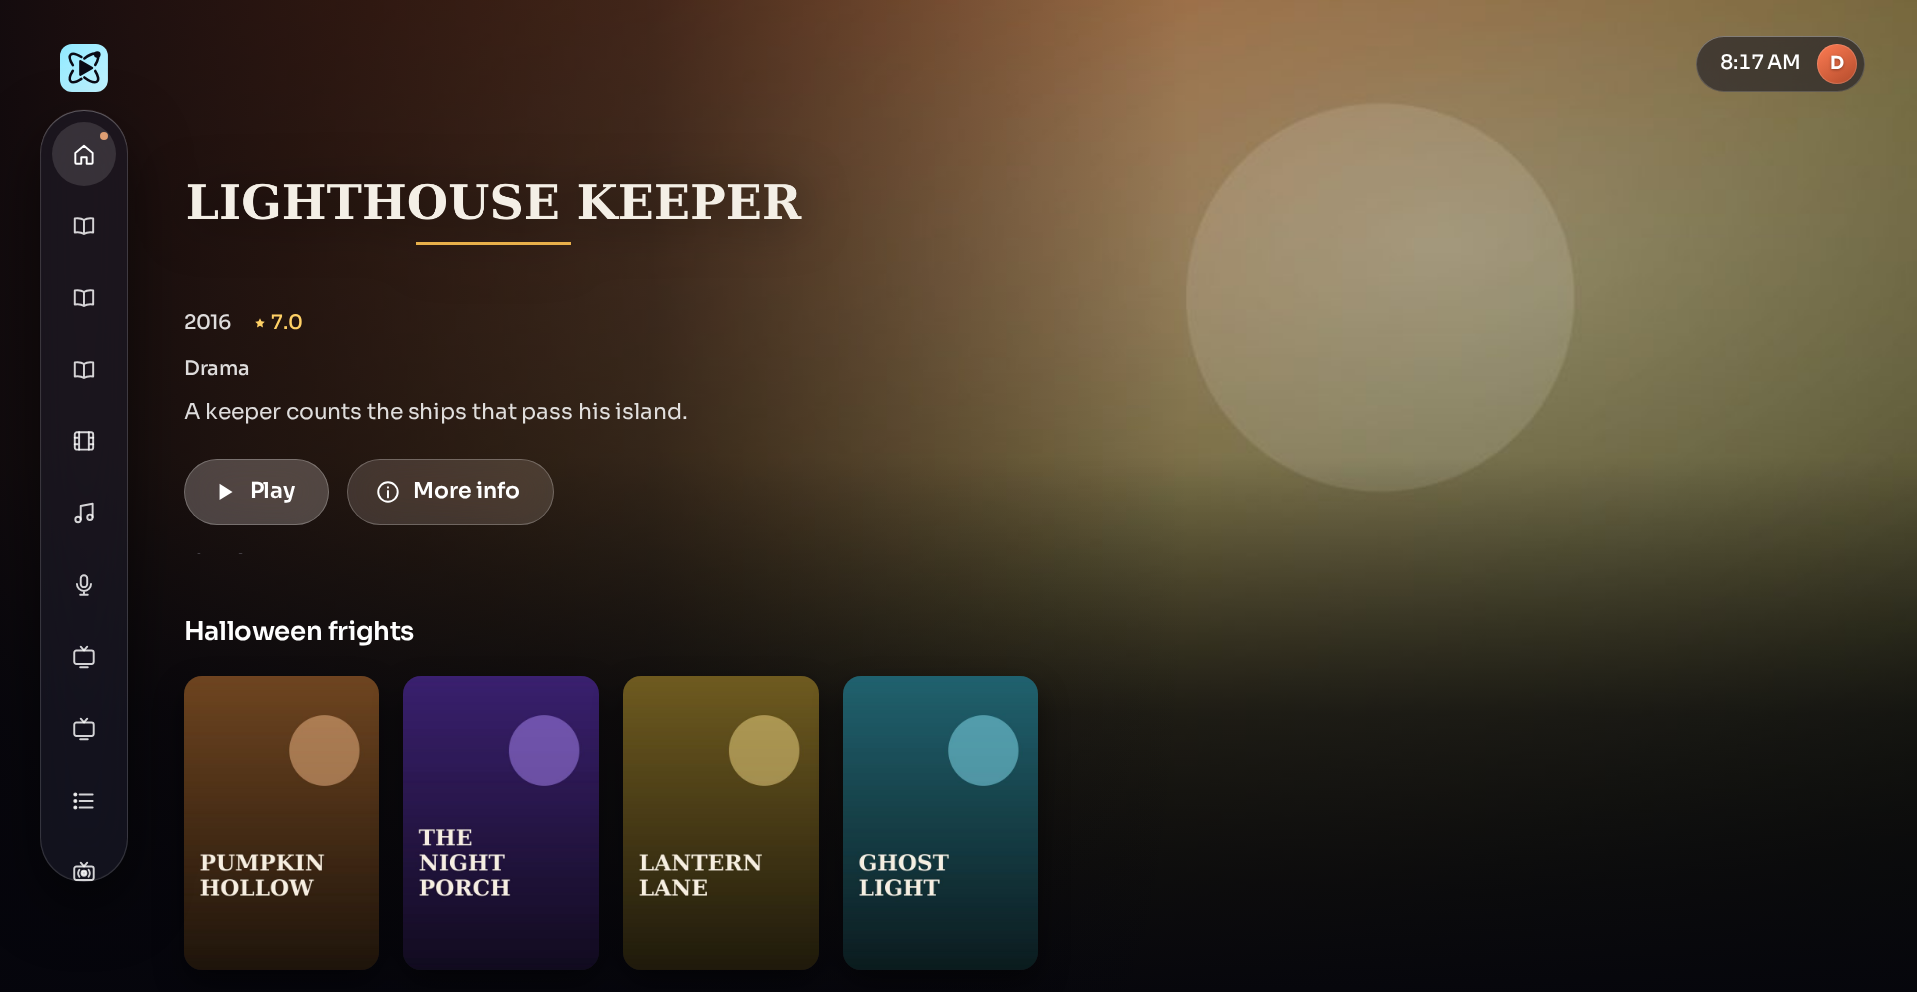 8:17 AM
D
LIGHTHOUSE KEEPER
2016
7.0
Drama
A keeper counts the ships that pass his island.
Play
More info
Halloween frights
PUMPKIN
HOLLOW
THE
NIGHT
PORCH
LANTERN
LANE
GHOST
LIGHT